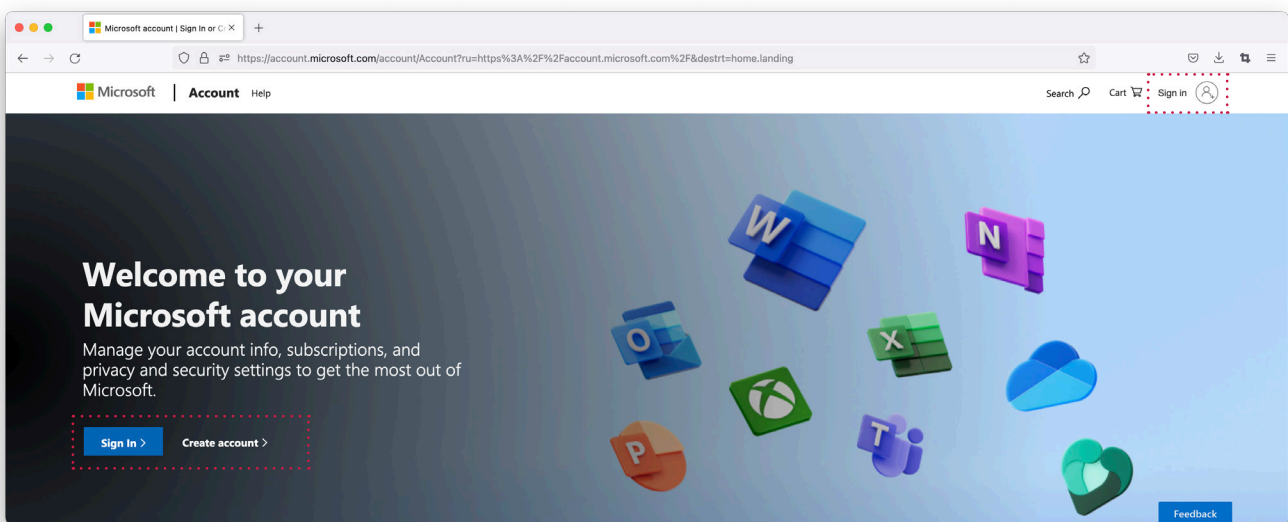 Microsoft account | Sign In or Cr
https://account.microsoft.com/account/Account?ru=https%3A%2F%2Faccount.microsoft.com%2F&destrt=home.landing
Microsoft | Account Help Search Cart Sign in
Welcome to your
Microsoft account
Manage your account info, subscriptions, and
privacy and security settings to get the most out of
Microsoft.
Sign In > Create account >
W
N
O
X
P
T
Feedback